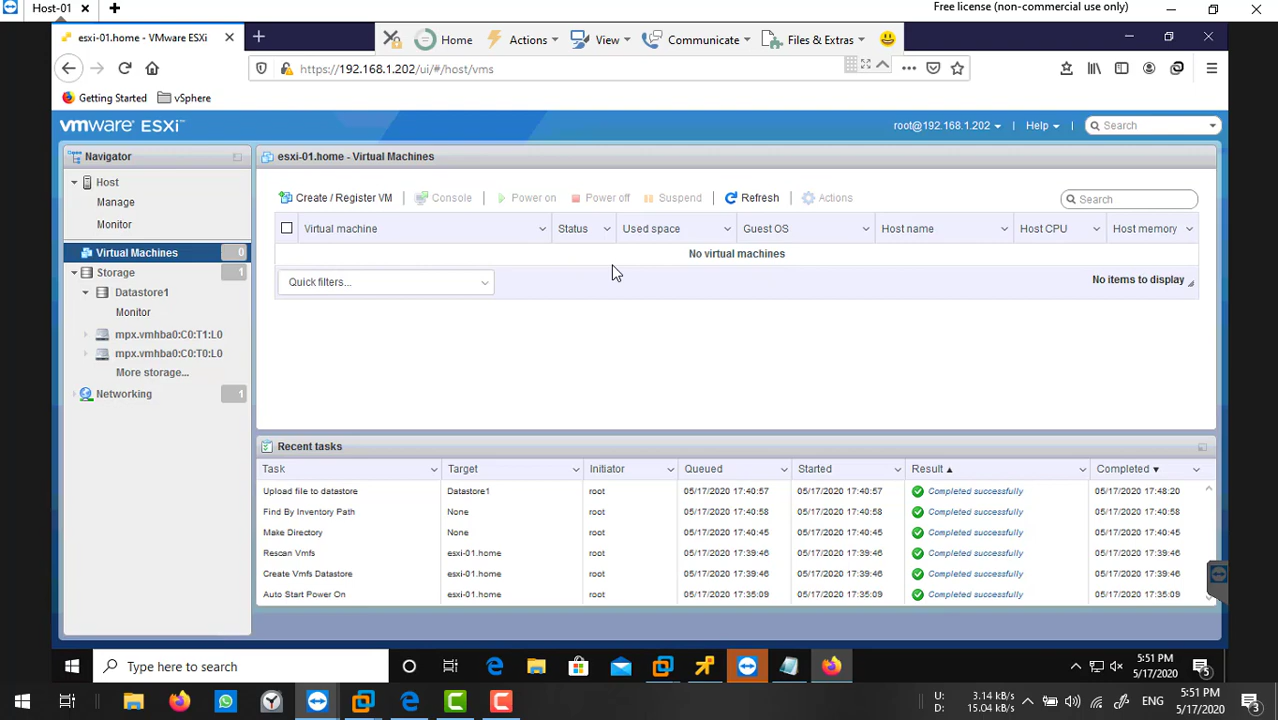 Host-01
Free license (non-commercial use only)
esxi-01.home - VMware ESXi
Home
Actions
View
Communicate
Files & Extras
https://192.168.1.202/ui/#/host/vms
Getting Started
vSphere
vmware ESXi™
root@192.168.1.202
Help
Search
Navigator
esxi-01.home - Virtual Machines
Host
Manage
Monitor
Virtual Machines 0
Storage 1
Datastore1
Monitor
mpx.vmhba0:C0:T1:L0
mpx.vmhba0:C0:T0:L0
More storage...
Networking 1
Create / Register VM
Console
Power on
Power off
Suspend
Refresh
Actions
Search
Virtual machine Status Used space Guest OS Host name Host CPU Host memory
No virtual machines
Quick filters...
No items to display
Recent tasks
Task Target Initiator Queued Started Result Completed
Upload file to datastore Datastore1 root 05/17/2020 17:40:57 05/17/2020 17:40:57 Completed successfully 05/17/2020 17:48:20
Find By Inventory Path None root 05/17/2020 17:40:58 05/17/2020 17:40:58 Completed successfully 05/17/2020 17:40:58
Make Directory None root 05/17/2020 17:40:45 05/17/2020 17:40:45 Completed successfully 05/17/2020 17:40:45
Rescan Vmfs esxi-01.home root 05/17/2020 17:39:46 05/17/2020 17:39:46 Completed successfully 05/17/2020 17:39:46
Create Vmfs Datastore esxi-01.home root 05/17/2020 17:39:46 05/17/2020 17:39:46 Completed successfully 05/17/2020 17:39:46
Auto Start Power On esxi-01.home root 05/17/2020 17:35:09 05/17/2020 17:35:09 Completed successfully 05/17/2020 17:35:09
Type here to search
5:51 PM
5/17/2020
5
U: 3.14 kB/s
D: 15.04 kB/s
ENG
5:51 PM
5/17/2020
3